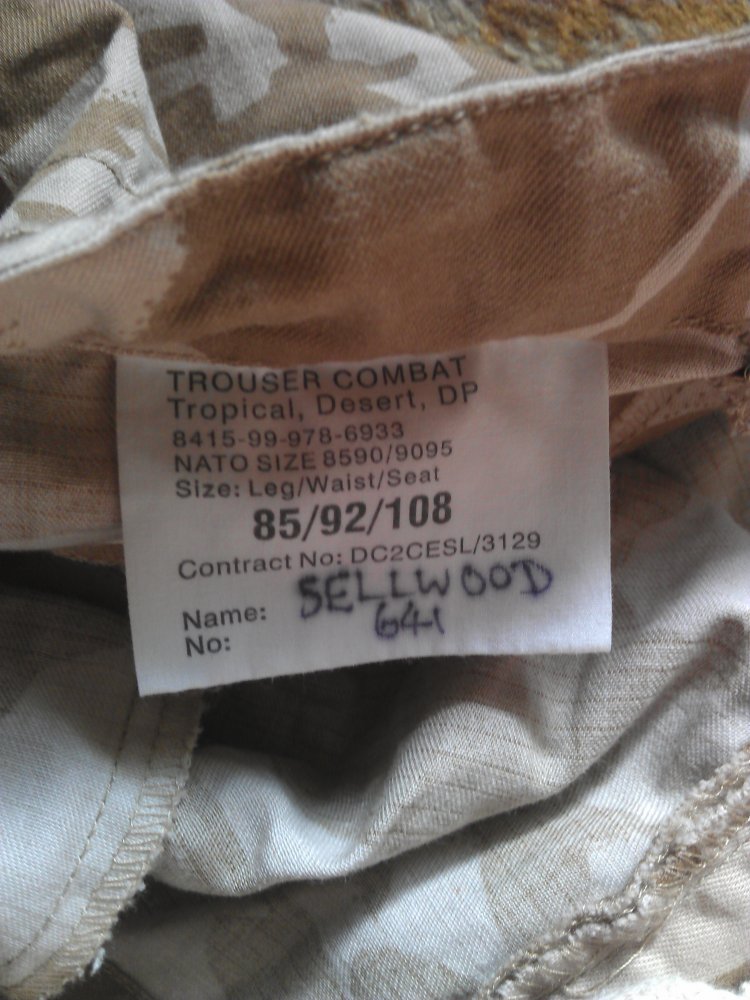 TROUSER COMBAT
Tropical, Desert, DP
8415-99-978-6933
NATO SIZE 8590/9095
Size: Leg/Waist/Seat
85/92/108
Contract No: DC2CESL/3129
Name: SELLWOOD
No: 641